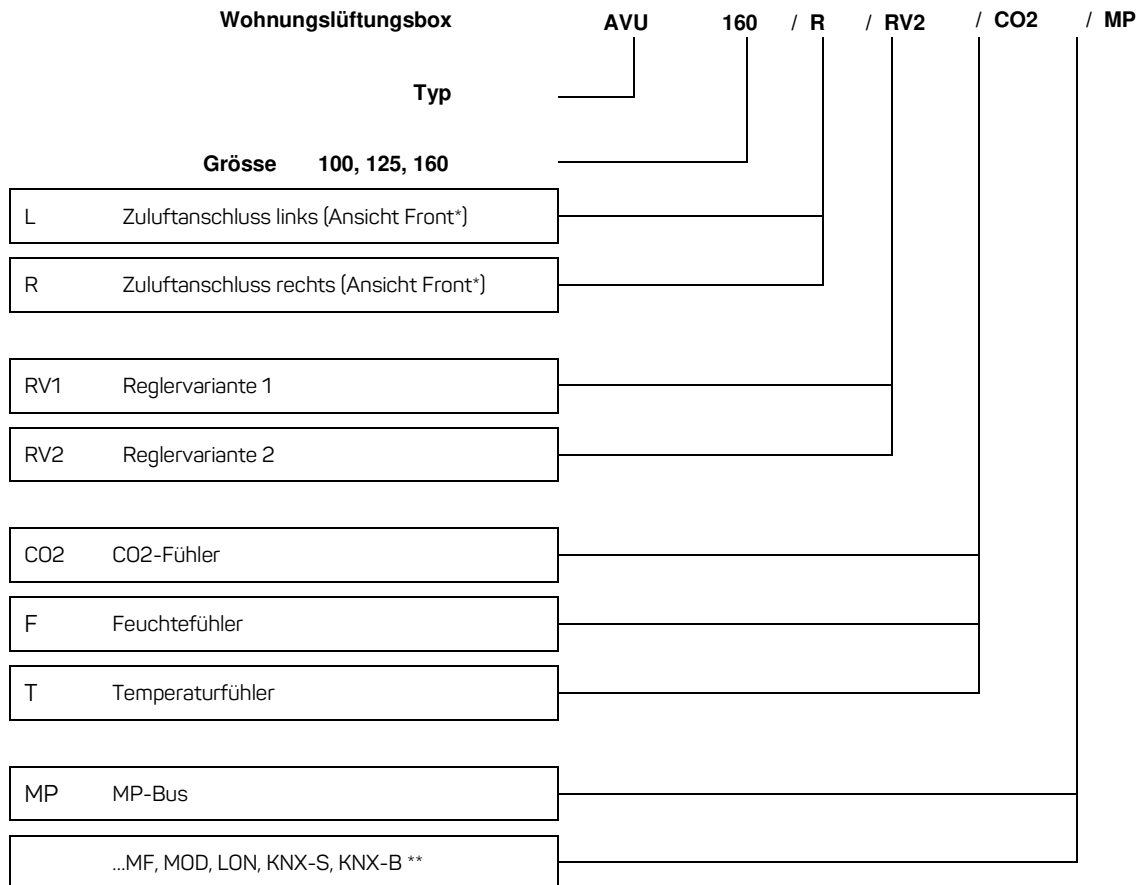 Wohnungslüftungsbox AVU 160 / R / RV2 / CO2 / MP
Typ
Grösse 100, 125, 160
L Zuluftanschluss links (Ansicht Front*)
R Zuluftanschluss rechts (Ansicht Front*)
RV1 Reglervariante 1
RV2 Reglervariante 2
CO2 CO2-Fühler
F Feuchtefühler
T Temperaturfühler
MP MP-Bus
...MF, MOD, LON, KNX-S, KNX-B **